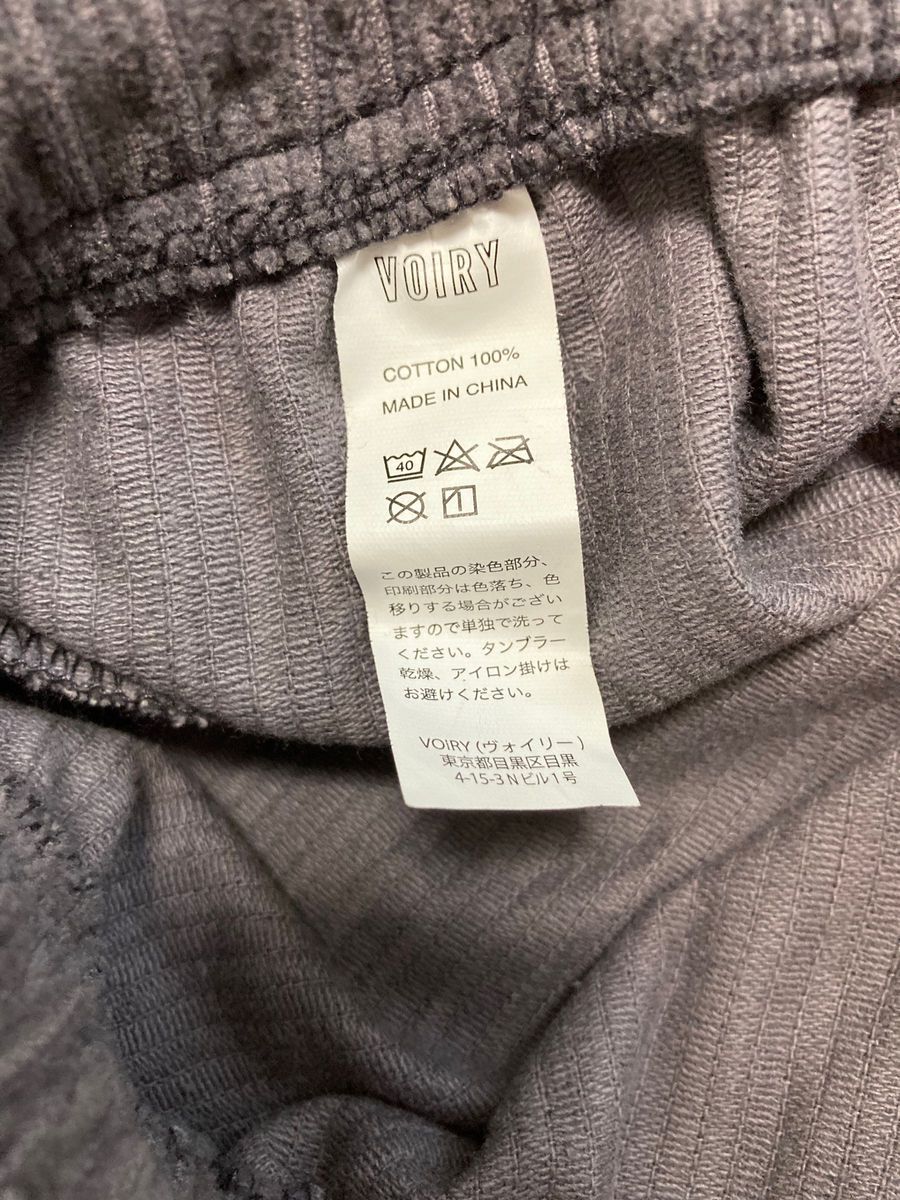 VOIRY
COTTON 100%
MADE IN CHINA
40
この製品の染色部分、
印刷部分は色落ち、色
移りする場合がござい
ますので単独で洗って
ください。タンブラー
乾燥、アイロン掛けは
お避けください。
VOIRY (ヴォイリー)
東京都目黒区目黒
4-15-3 N ビル 1 号